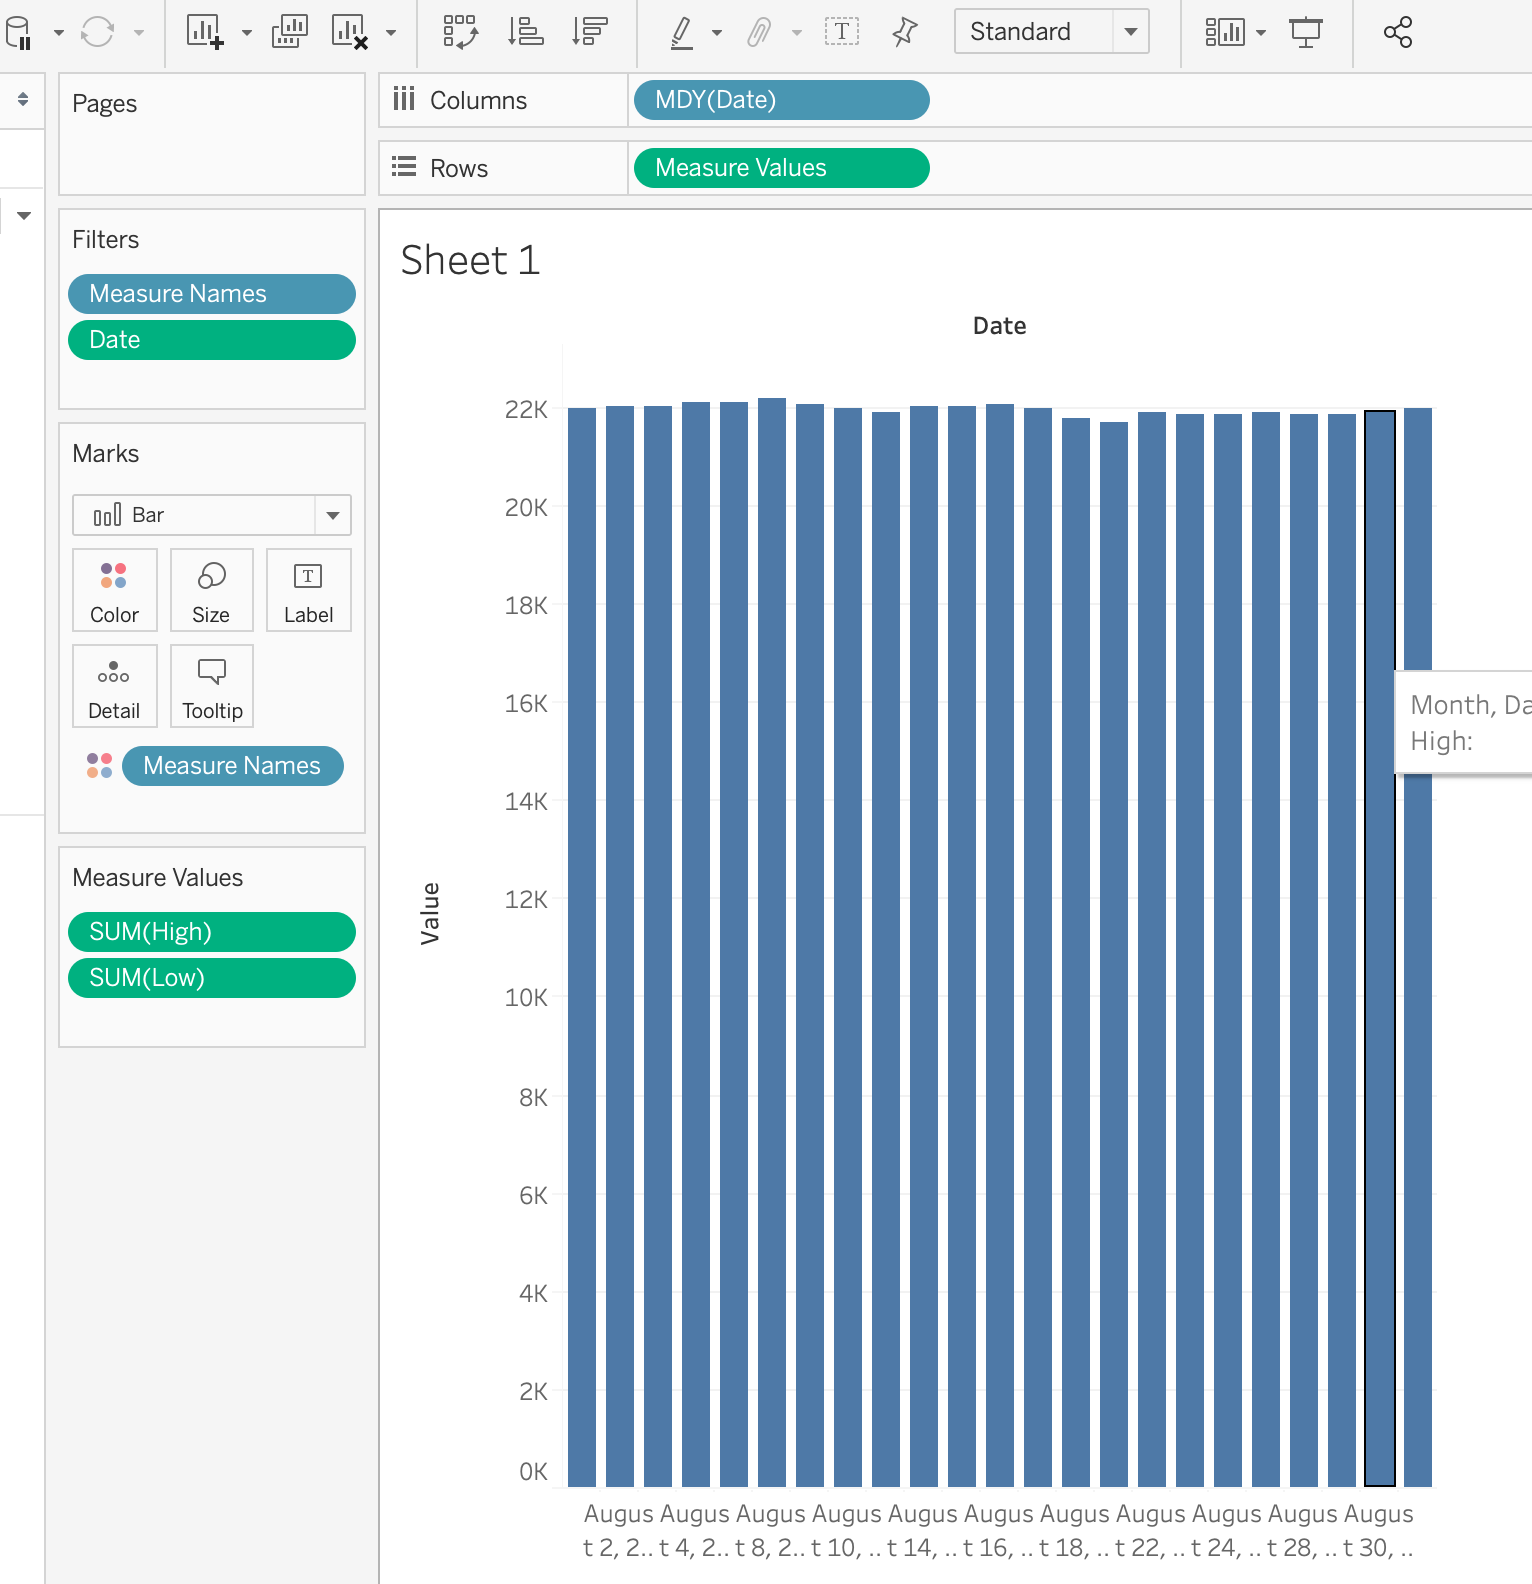 Standard
Pages
Columns
MDY(Date)
Rows
Measure Values
Filters
Measure Names
Date
Marks
Bar
Color
Size
T
Label
Detail
Tooltip
Measure Names
Measure Values
SUM(High)
SUM(Low)
Sheet 1
Date
22K
20K
18K
16K
14K
12K
10K
8K
6K
4K
2K
0K
Value
Month, Da
High:
Augus Augus Augus Augus Augus Augus Augus Augus Augus Augus Augus
t 2, 2.. t 4, 2.. t 8, 2.. t 10, .. t 14, .. t 16, .. t 18, .. t 22, .. t 24, .. t 28, .. t 30, ..